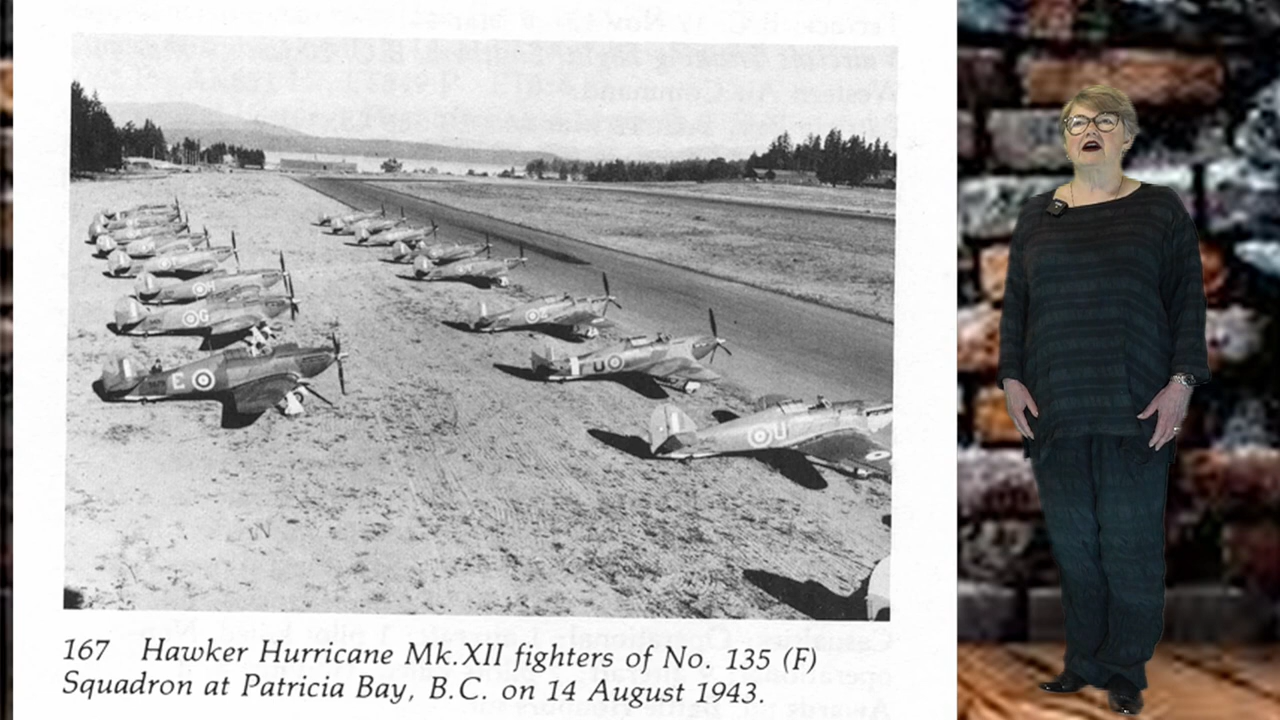 G
Z
E
U
U
167 Hawker Hurricane Mk.XII fighters of No. 135 (F)
Squadron at Patricia Bay, B.C. on 14 August 1943.